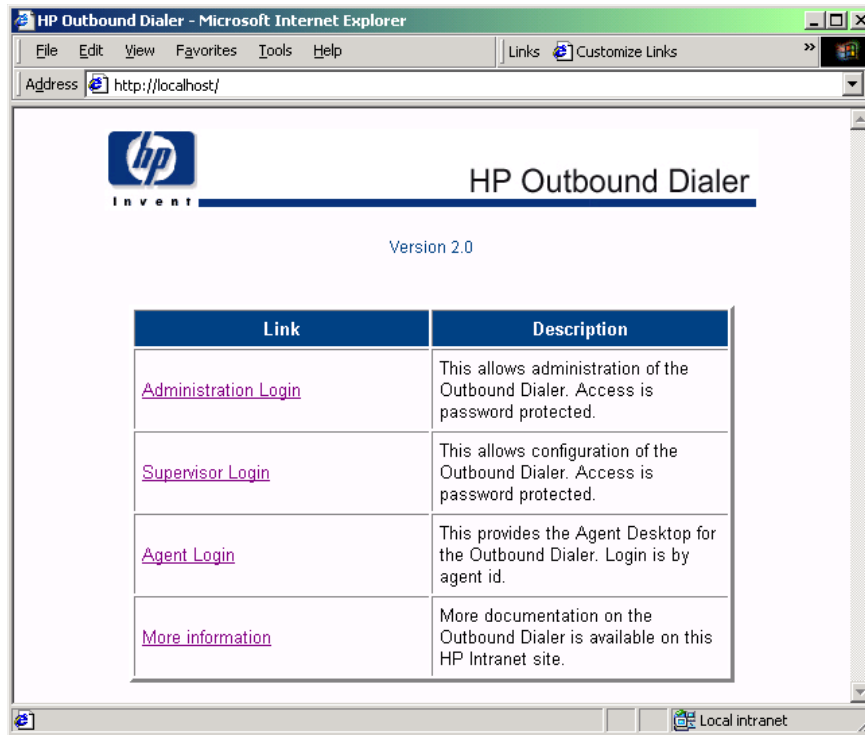 HP Outbound Dialer - Microsoft Internet Explorer
File Edit View Favorites Tools Help Links Customize Links »
Address http://localhost/
hp
invent
HP Outbound Dialer
Version 2.0
Link Description
Administration Login
This allows administration of the
Outbound Dialer. Access is
password protected.
Supervisor Login
This allows configuration of the
Outbound Dialer. Access is
password protected.
Agent Login
This provides the Agent Desktop for
the Outbound Dialer. Login is by
agent id.
More information
More documentation on the
Outbound Dialer is available on this
HP Intranet site.
Local intranet